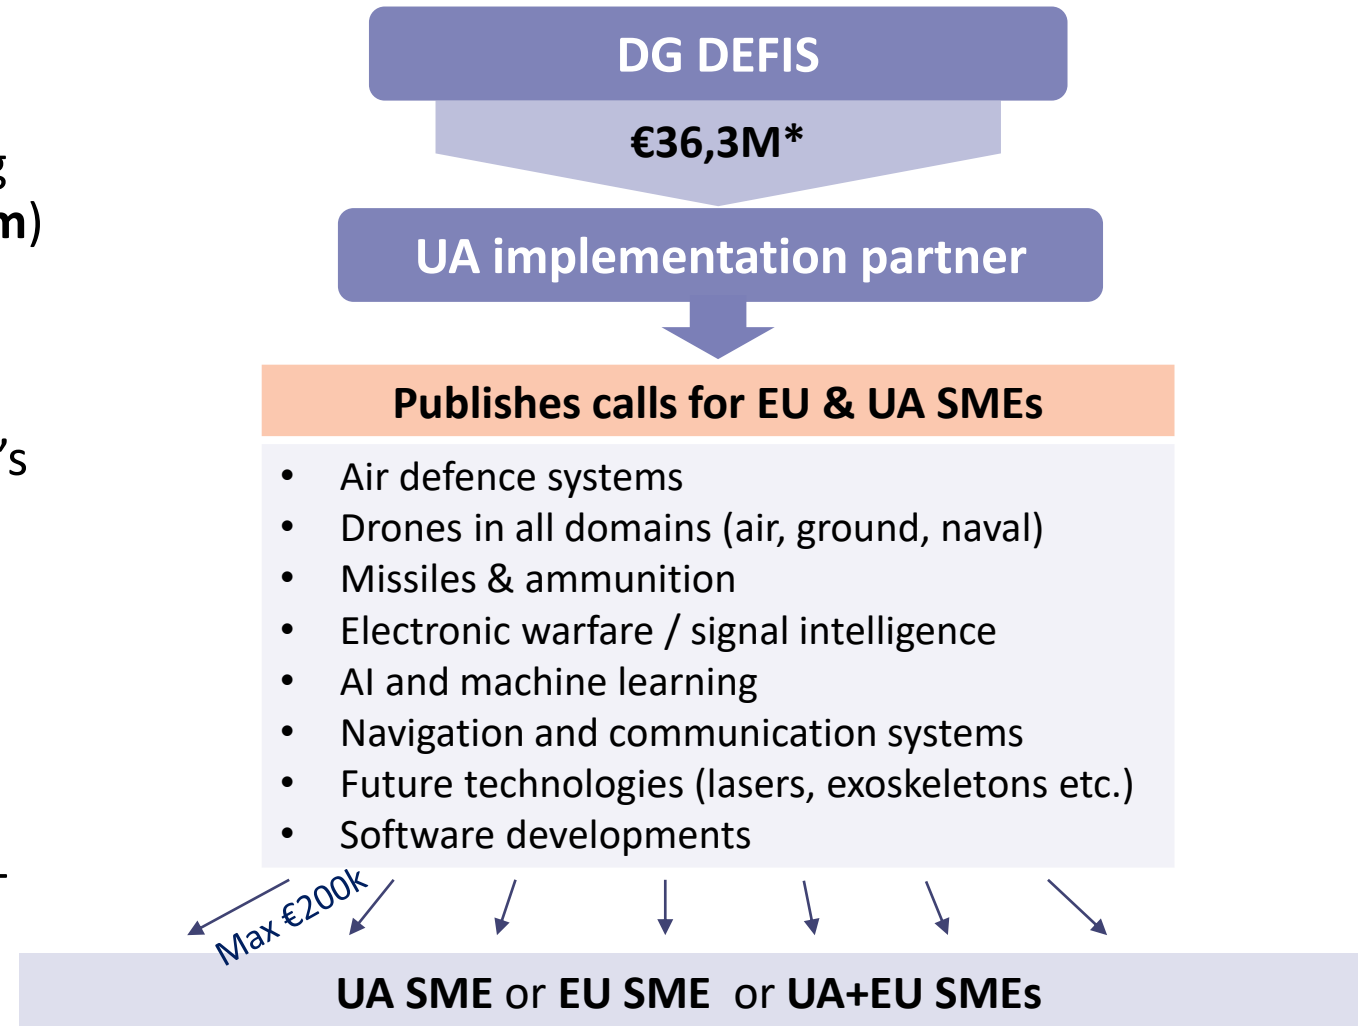 DG DEFIS
€36,3M*
g
m)
UA implementation partner
Publishes calls for EU & UA SMEs
's
• Air defence systems
• Drones in all domains (air, ground, naval)
• Missiles & ammunition
• Electronic warfare / signal intelligence
• AI and machine learning
• Navigation and communication systems
• Future technologies (lasers, exoskeletons etc.)
• Software developments
Max €200k
UA SME or EU SME or UA+EU SMEs